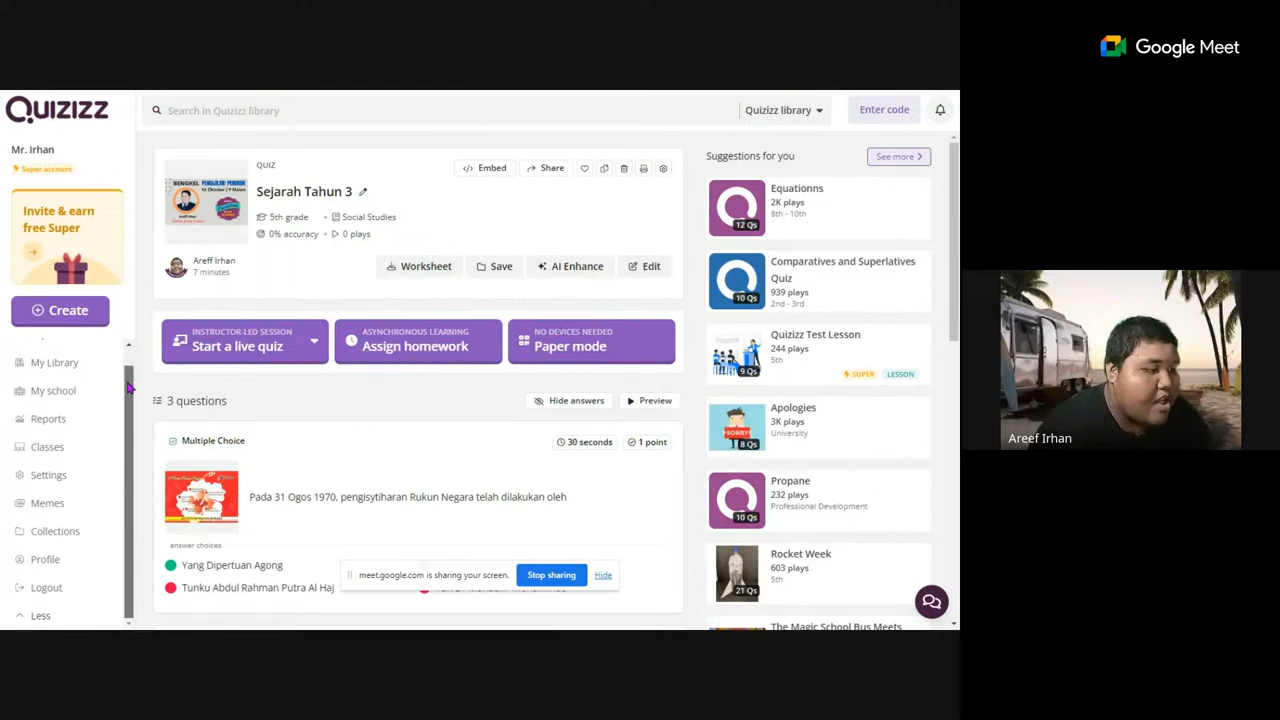 Google Meet
QUIZIZZ
Search in Quizizz library
Quizizz library
Enter code
Mr. Irhan
Super account
Invite & earn
free Super
Create
My Library
My school
Reports
Classes
Settings
Memes
Collections
Profile
Logout
Less
BENGKEL
QUIZ
Sejarah Tahun 3
5th grade
Social Studies
0% accuracy
0 plays
Embed
Share
Areff Irhan
7 minutes
Worksheet
Save
AI Enhance
Edit
INSTRUCTOR-LED SESSION
Start a live quiz
ASYNCHRONOUS LEARNING
Assign homework
NO DEVICES NEEDED
Paper mode
3 questions
Hide answers
Preview
Multiple Choice
30 seconds
1 point
Pada 31 Ogos 1970, pengisytiharan Rukun Negara telah dilakukan oleh
answer choices
Yang Dipertuan Agong
Tunku Abdul Rahman Putra Al Haj
meet.google.com is sharing your screen.
Stop sharing
Hide
Suggestions for you
See more
12 Qs
Equationns
2K plays
8th - 10th
10 Qs
Comparatives and Superlatives
Quiz
939 plays
2nd - 3rd
9 Qs
Quizizz Test Lesson
244 plays
5th
SUPER
LESSON
SORRY
8 Qs
Apologies
3K plays
University
10 Qs
Propane
232 plays
Professional Development
21 Qs
Rocket Week
603 plays
5th
The Magic School Bus Meets
Areef Irhan